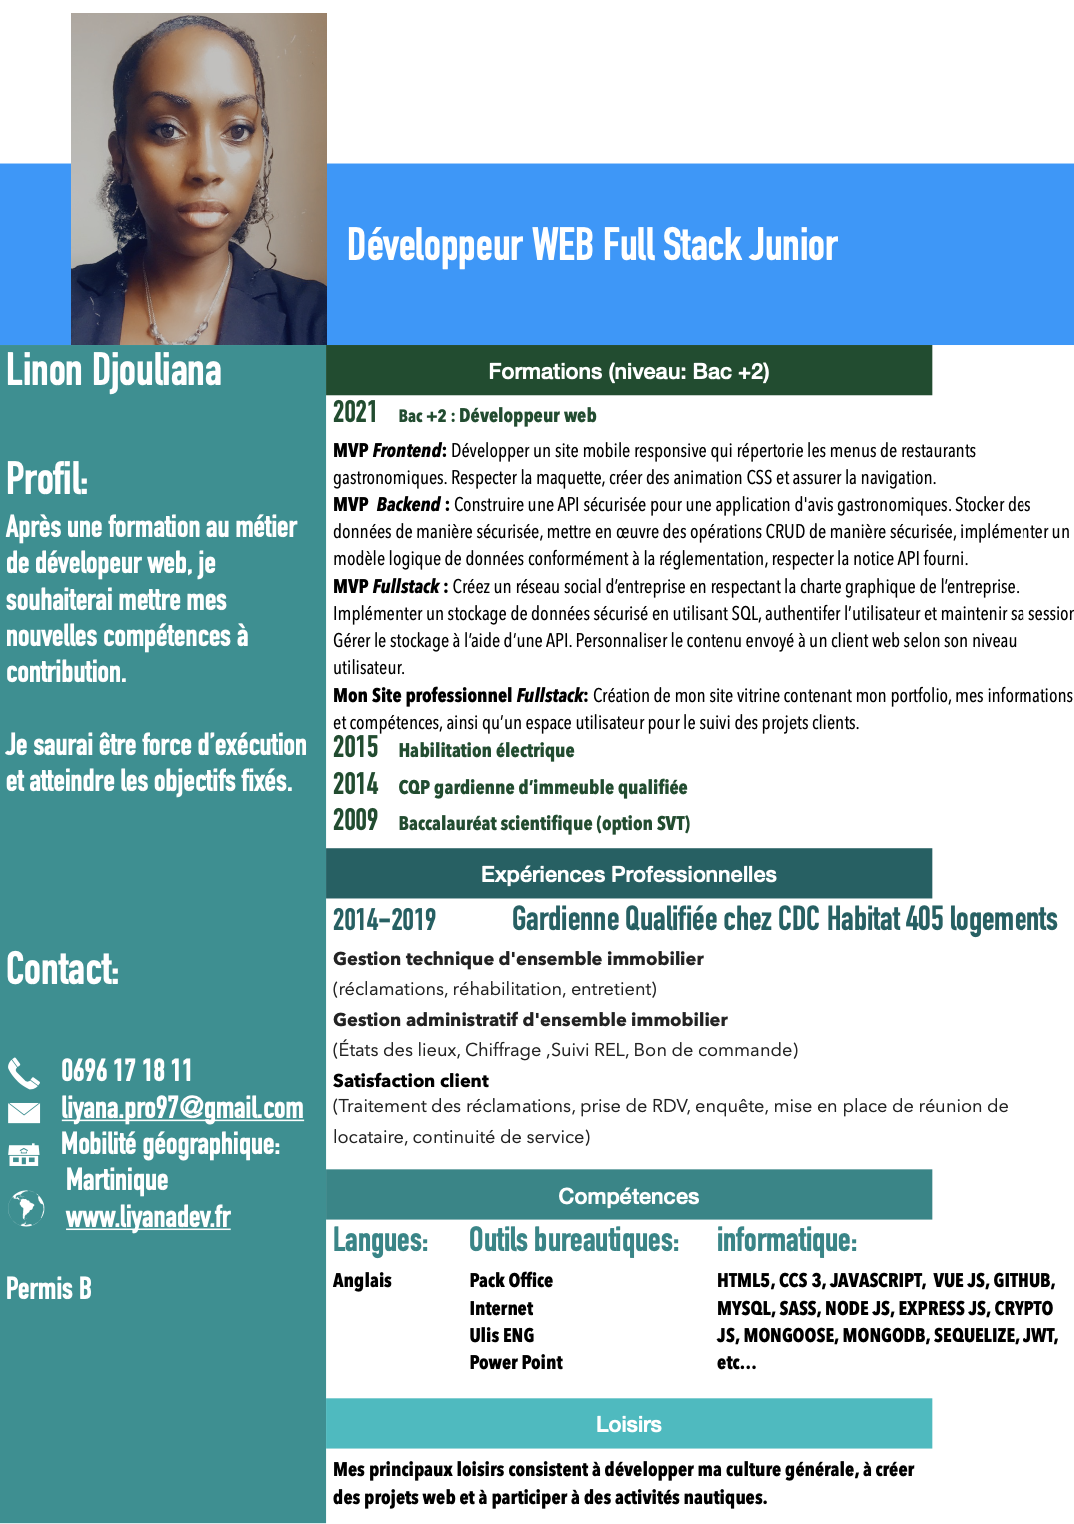 Développeur WEB Full Stack Junior
Linon Djouliana
Profil:
Après une formation au métier
de dévelopeur web, je
souhaiterai mettre mes
nouvelles compétences à
contribution.
Je saurai être force d’exécution
et atteindre les objectifs fixés.
Contact:
0696 17 18 11
liyana.pro97@gmail.com
Mobilité géographique:
Martinique
www.liyanadev.fr
Permis B
Formations (niveau: Bac +2)
2021 Bac +2 : Développeur web
MVP Frontend: Développer un site mobile responsive qui répertorie les menus de restaurants
gastronomiques. Respecter la maquette, créer des animation CSS et assurer la navigation.
MVP Backend : Construire une API sécurisée pour une application d'avis gastronomiques. Stocker des
données de manière sécurisée, mettre en œuvre des opérations CRUD de manière sécurisée, implémenter un
modèle logique de données conformément à la réglementation, respecter la notice API fourni.
MVP Fullstack : Créez un réseau social d’entreprise en respectant la charte graphique de l’entreprise.
Implémenter un stockage de données sécurisé en utilisant SQL, authentifer l’utilisateur et maintenir sa session
Gérer le stockage à l’aide d’une API. Personnaliser le contenu envoyé à un client web selon son niveau
utilisateur.
Mon Site professionnel Fullstack: Création de mon site vitrine contenant mon portfolio, mes informations
et compétences, ainsi qu’un espace utilisateur pour le suivi des projets clients.
2015 Habilitation électrique
2014 CQP gardienne d’immeuble qualifiée
2009 Baccalauréat scientifique (option SVT)
Expériences Professionnelles
2014-2019 Gardienne Qualifiée chez CDC Habitat 405 logements
Gestion technique d'ensemble immobilier
(réclamations, réhabilitation, entretient)
Gestion administratif d'ensemble immobilier
(États des lieux, Chiffrage ,Suivi REL, Bon de commande)
Satisfaction client
(Traitement des réclamations, prise de RDV, enquête, mise en place de réunion de
locataire, continuité de service)
Compétences
Langues:
Anglais
Outils bureautiques:
Pack Office
Internet
Ulis ENG
Power Point
informatique:
HTML5, CCS 3, JAVASCRIPT, VUE JS, GITHUB,
MYSQL, SASS, NODE JS, EXPRESS JS, CRYPTO
JS, MONGOOSE, MONGODB, SEQUELIZE, JWT,
etc…
Loisirs
Mes principaux loisirs consistent à développer ma culture générale, à créer
des projets web et à participer à des activités nautiques.